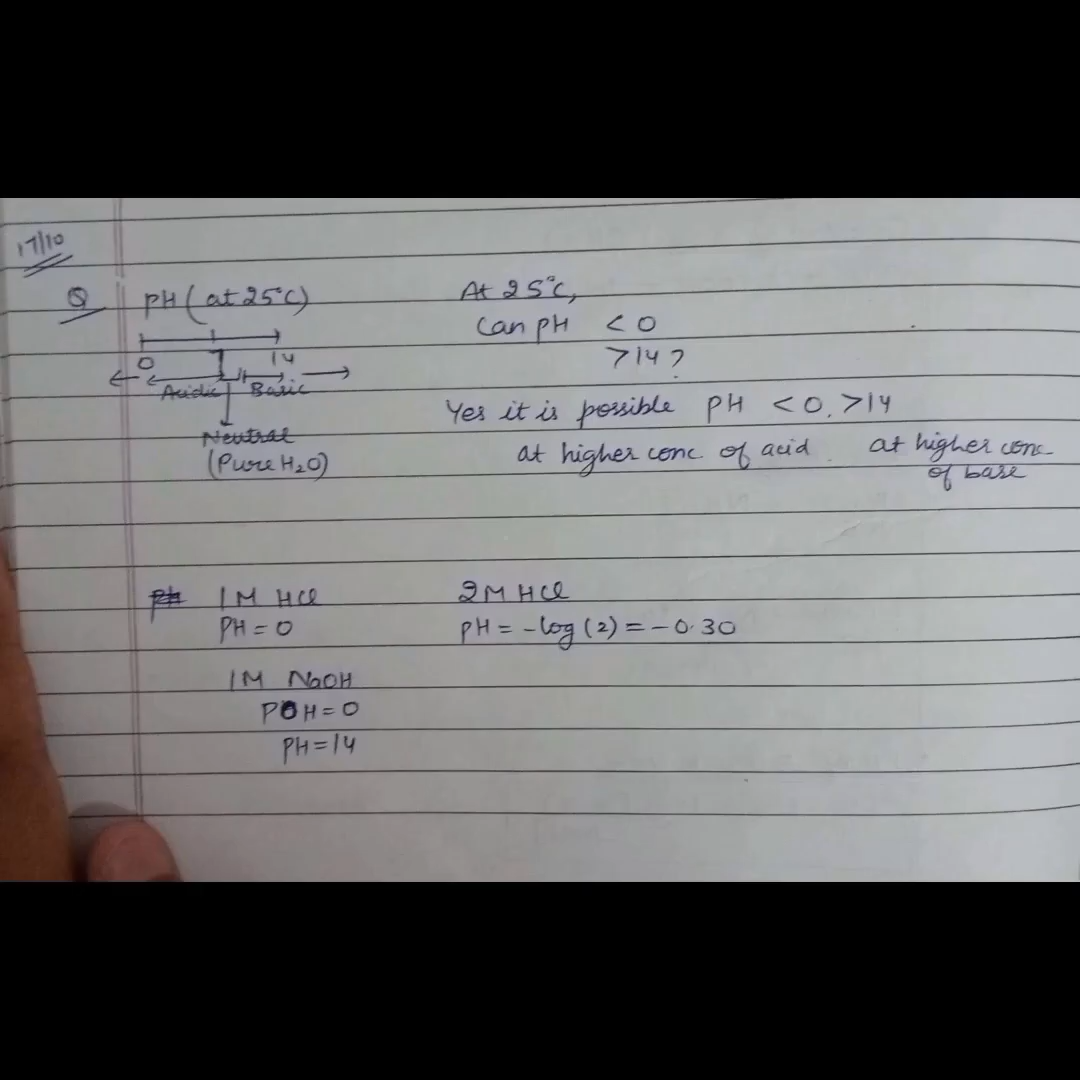 17/10
Q PH (at 25°C)
0 7 14
Acidic Basic
Neutral
(Pure H₂O)
At 25°C,
Can pH < 0
> 14 ?
Yes it is possible PH < 0, > 14
at higher conc. of acid. at higher conc.
of base
1M HCl
PH = 0
2M HCl
pH = -log (2) = -0.30
1M NaOH
POH = 0
PH = 14